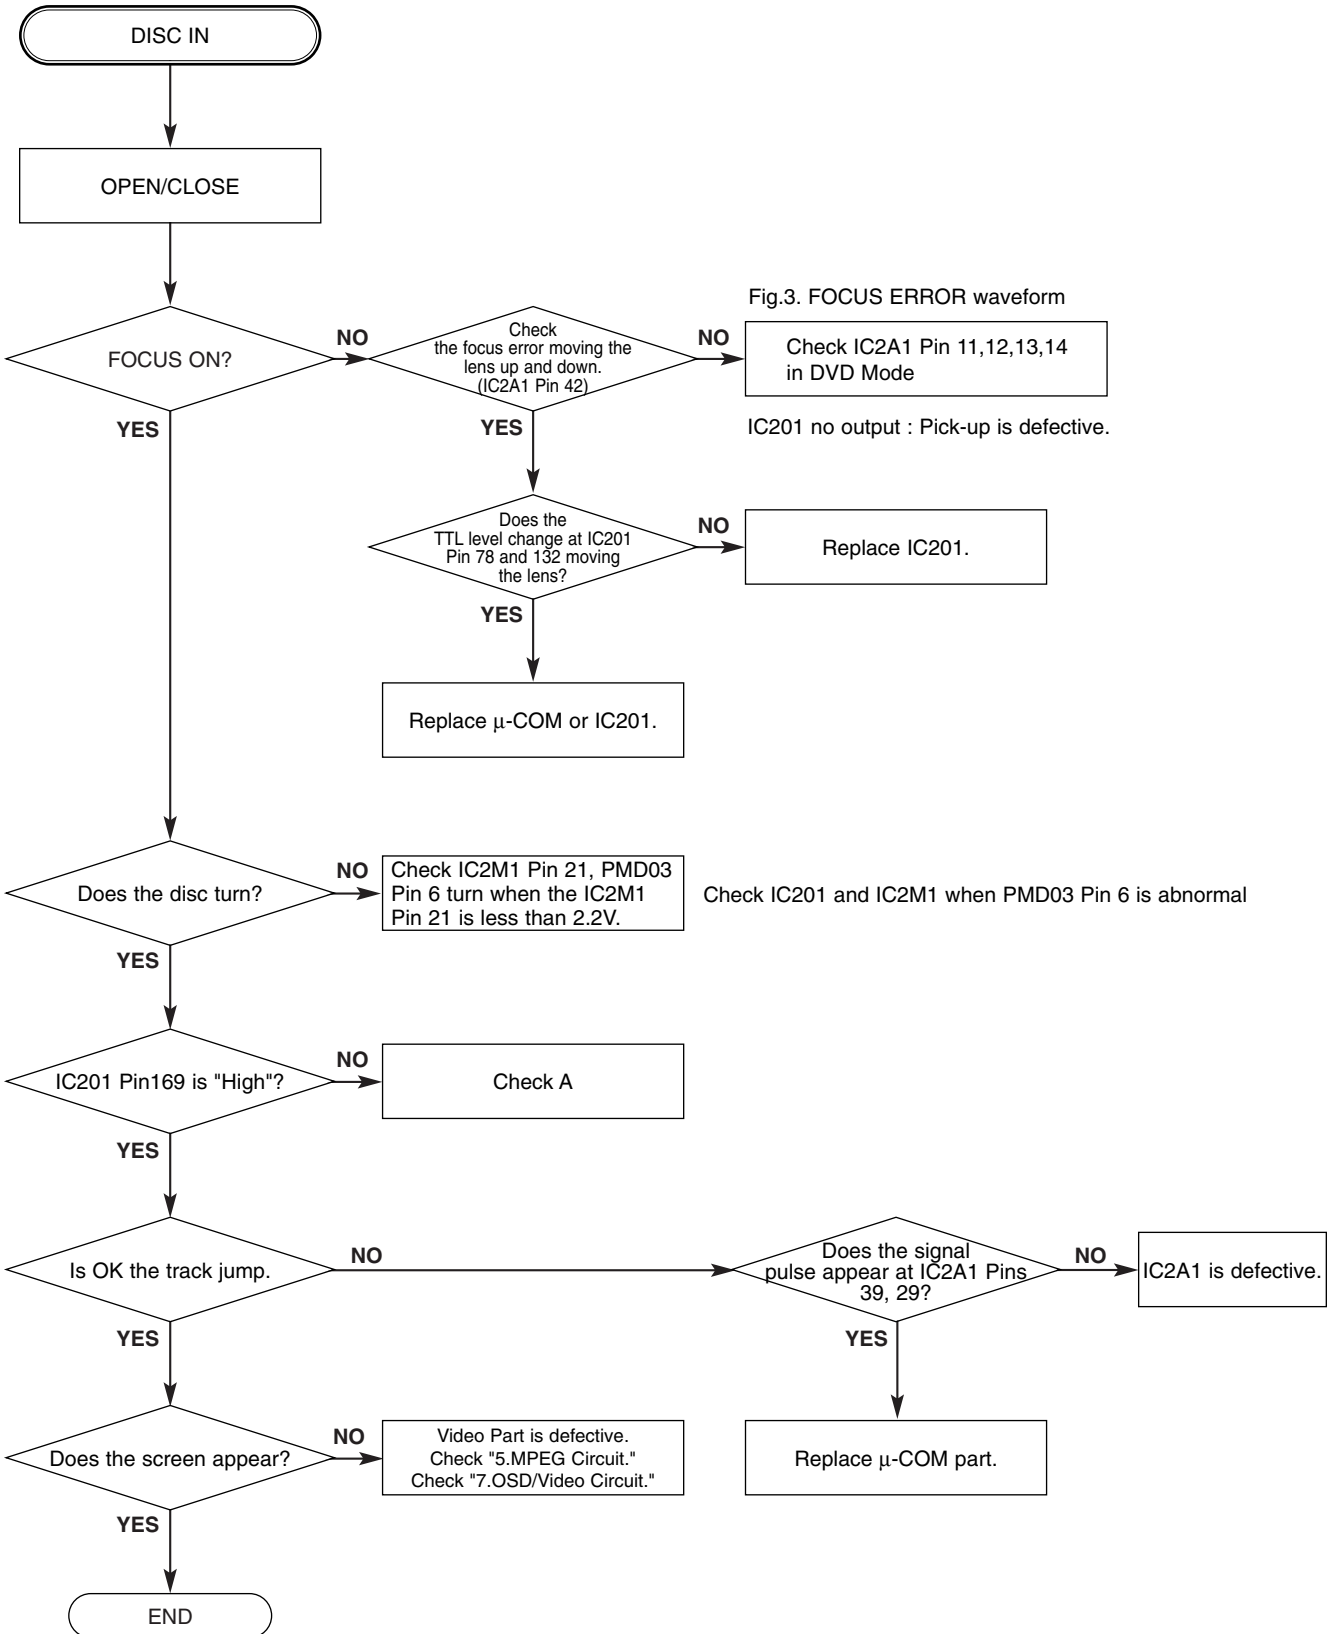 DISC IN
OPEN/CLOSE
Fig.3. FOCUS ERROR waveform
FOCUS ON?
NO
Check
the focus error moving the
lens up and down.
(IC2A1 Pin 42)
NO
Check IC2A1 Pin 11,12,13,14
in DVD Mode
YES
YES
IC201 no output : Pick-up is defective.
Does the
TTL level change at IC201
Pin 78 and 132 moving
the lens?
NO
Replace IC201.
YES
Replace μ-COM or IC201.
Does the disc turn?
NO
Check IC2M1 Pin 21, PMD03
Pin 6 turn when the IC2M1
Pin 21 is less than 2.2V.
Check IC201 and IC2M1 when PMD03 Pin 6 is abnormal
YES
IC201 Pin169 is "High"?
NO
Check A
YES
Is OK the track jump.
NO
Does the signal
pulse appear at IC2A1 Pins
39, 29?
NO
IC2A1 is defective.
YES
YES
Does the screen appear?
NO
Video Part is defective.
Check "5.MPEG Circuit."
Check "7.OSD/Video Circuit."
Replace μ-COM part.
YES
END